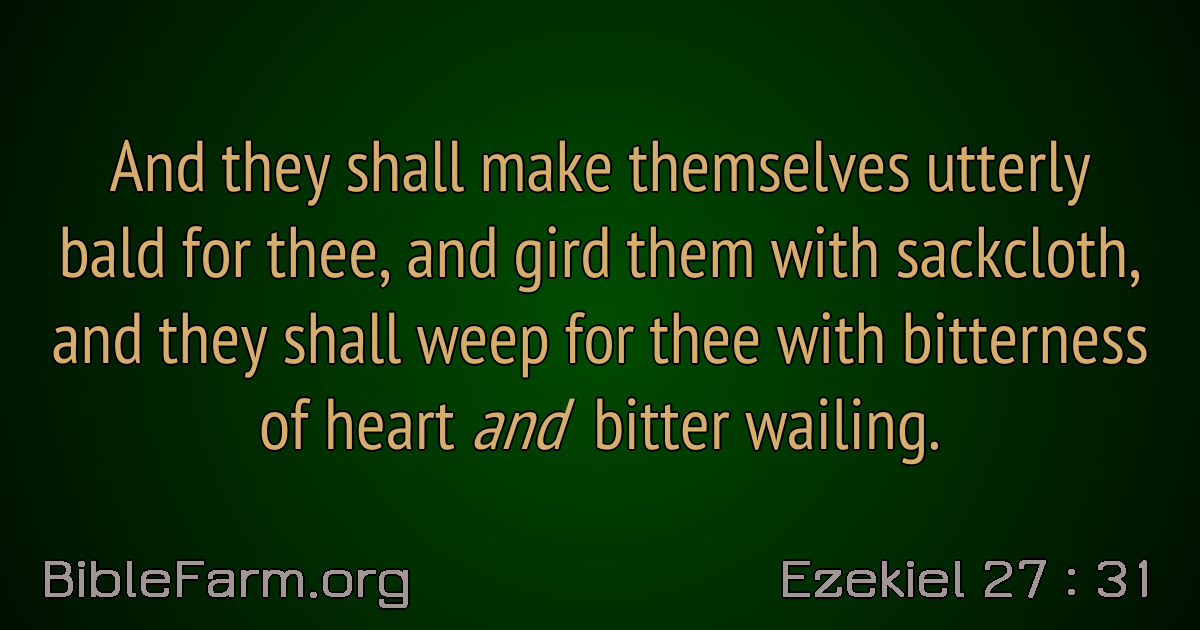 And they shall make themselves utterly
bald for thee, and gird them with sackcloth,
and they shall weep for thee with bitterness
of heart and bitter wailing.
BibleFarm.org
Ezekiel 27 : 31